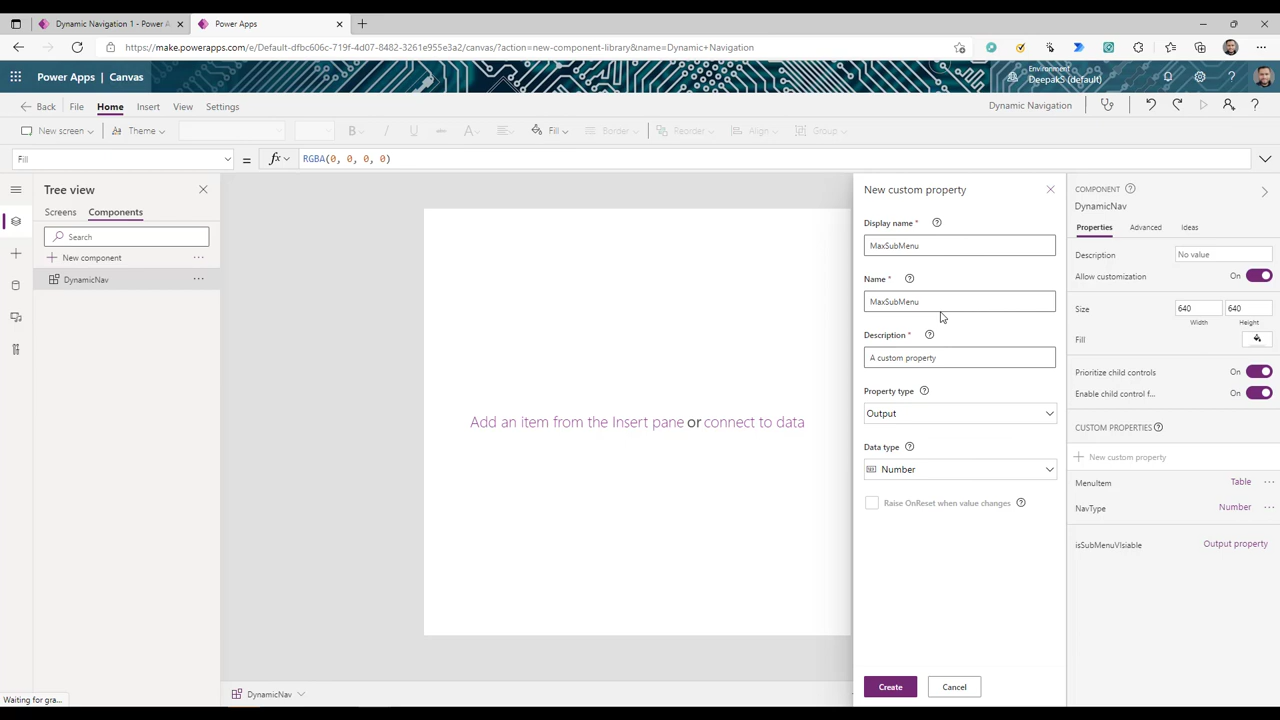 Dynamic Navigation 1 - Power A
Power Apps
https://make.powerapps.com/e/Default-dfbc606c-719f-4d07-8482-3261e955e3a2/canvas/?action=new-component-library&name=Dynamic+Navigation
Power Apps | Canvas
Environment
DeepakS (default)
Back File Home Insert View Settings
Dynamic Navigation
New screen Theme B I U abc A Fill Border Reorder Align Group
Fill = fx RGBA(0, 0, 0, 0)
Tree view
Screens Components
Search
New component
DynamicNav
Add an item from the Insert pane or connect to data
DynamicNav
Waiting for gra...
New custom property
Display name *
MaxSubMenu
Name *
MaxSubMenu
Description *
A custom property
Property type
Output
Data type
Number
Raise OnReset when value changes
Create Cancel
COMPONENT
DynamicNav
Properties Advanced Ideas
Description No value
Allow customization On
Size 640 640
Width Height
Fill
Prioritize child controls On
Enable child control f... On
CUSTOM PROPERTIES
New custom property
MenuItem Table
NavType Number
isSubMenuVIsiable Output property